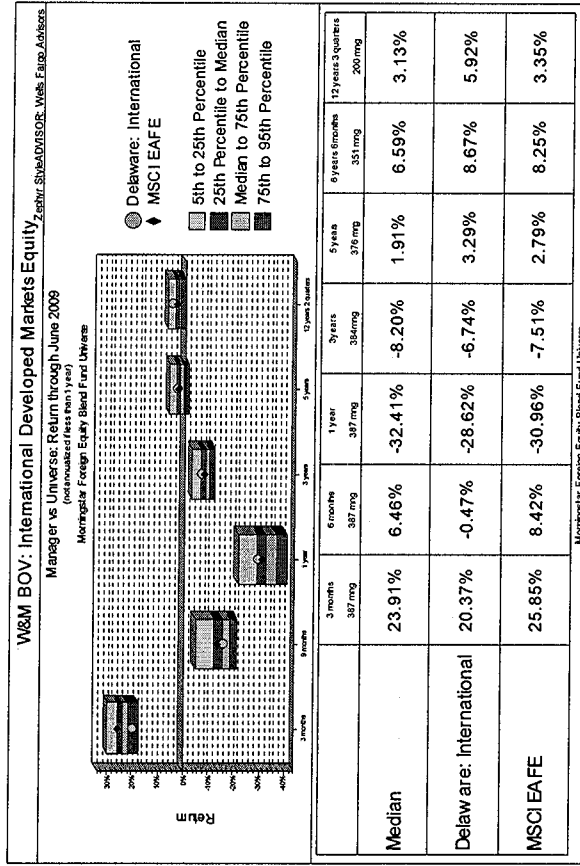 W&M BOV: International Developed Markets Equity
Zephyr StyleADVISOR: Wells Fargo Advisors
Manager vs Universe: Return through June 2009
(not annualized if less than 1 year)
Morningstar Foreign Equity Blend Fund Universe
Return
30%
20%
10%
0%
-10%
-20%
-30%
-40%
3 months
9 months
1 year
3 years
5 years
12 years 2 quarters
Delaware: International
MSCI EAFE
5th to 25th Percentile
25th Percentile to Median
Median to 75th Percentile
75th to 95th Percentile
3 months 6 months 1 year 3 years 5 years 6 years 6 months 12 years 3 quarters
387 mng 387 mng 387 mng 384 mng 376 mng 351 mng 200 mng
Median 23.91% 6.46% -32.41% -8.20% 1.91% 6.59% 3.13%
Delaware: International 20.37% -0.47% -28.62% -6.74% 3.29% 8.67% 5.92%
MSCI EAFE 25.85% 8.42% -30.96% -7.51% 2.79% 8.25% 3.35%
Morningstar Foreign Equity Blend Fund Universe